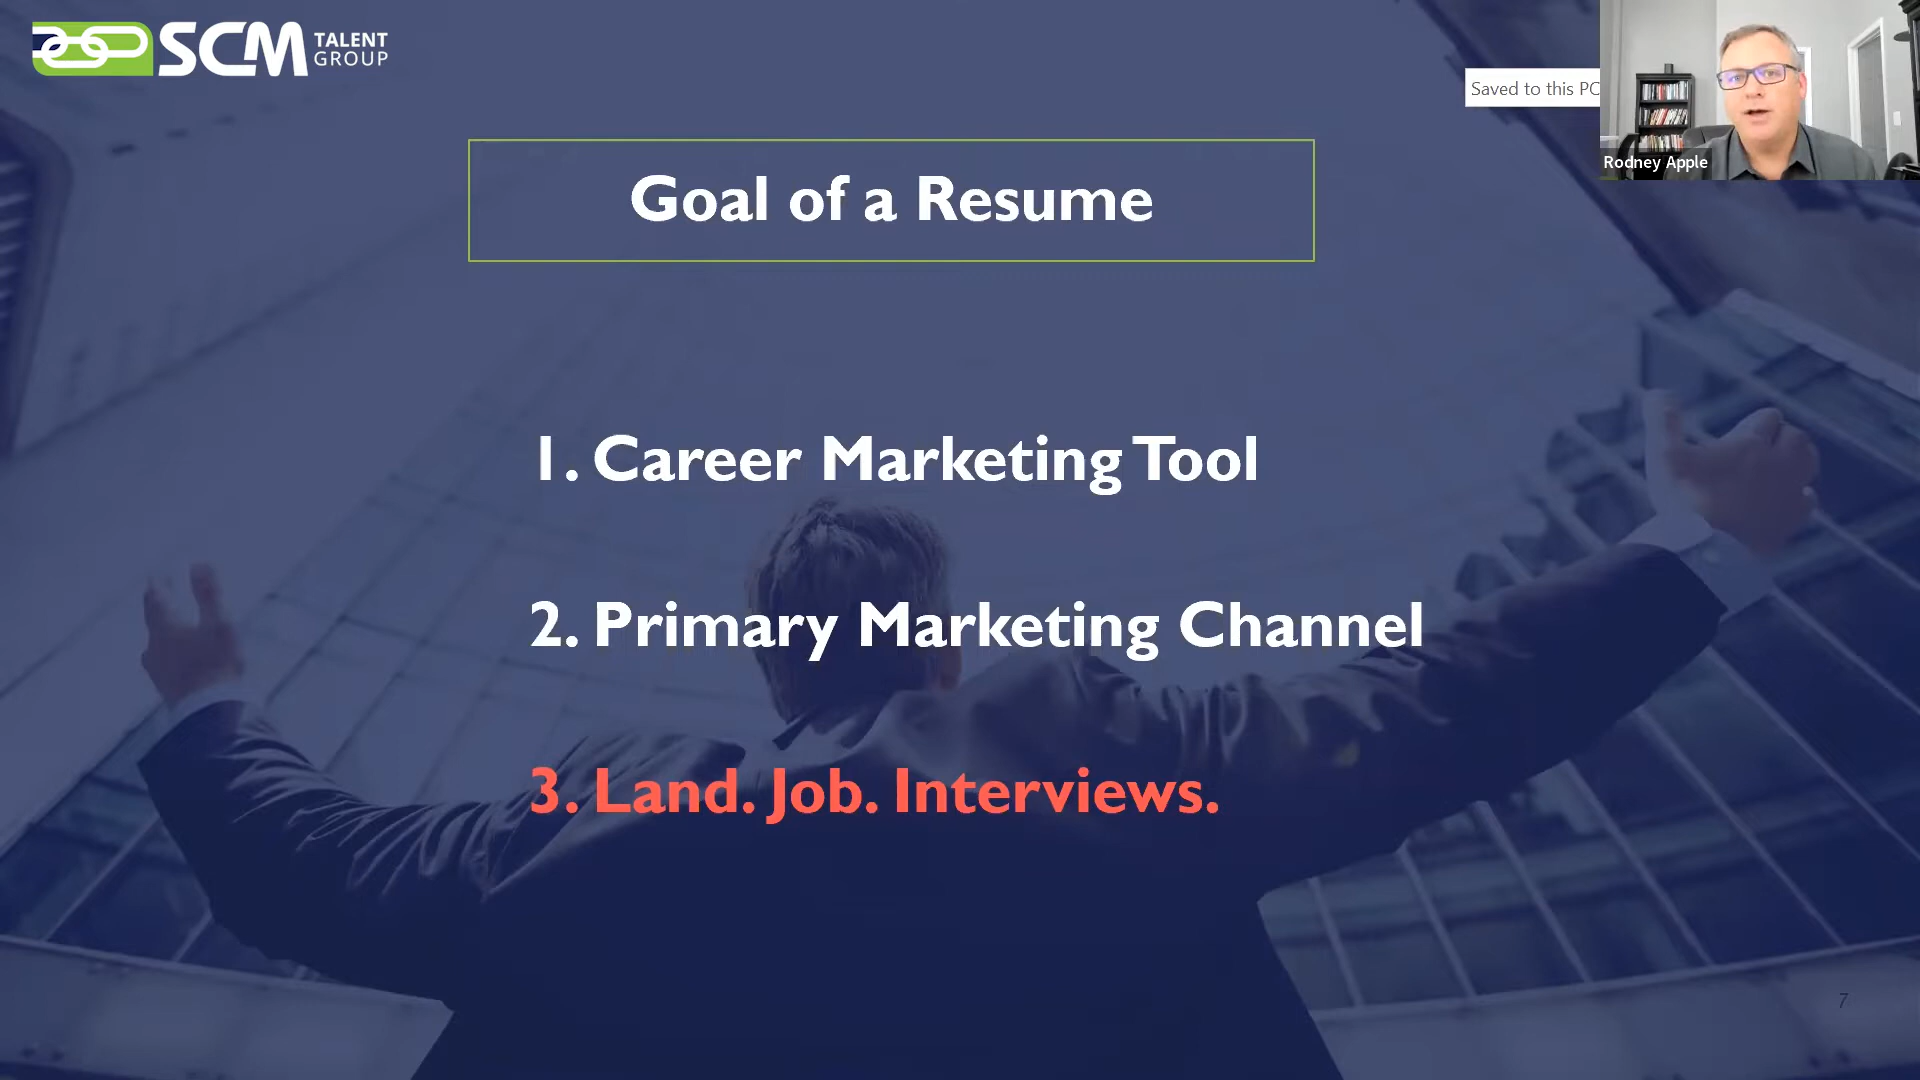 SCM TALENT
GROUP
Saved to this PC
Rodney Apple
Goal of a Resume
1. Career Marketing Tool
2. Primary Marketing Channel
3. Land. Job. Interviews.
7